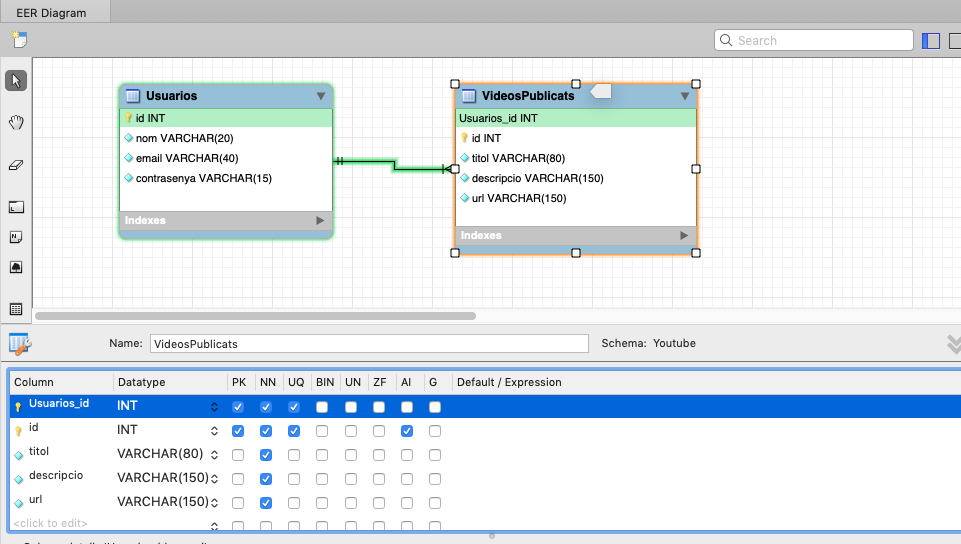 EER Diagram
Search
Usuarios
id INT
nom VARCHAR(20)
email VARCHAR(40)
contrasenya VARCHAR(15)
Indexes
VideosPublicats
Usuarios_id INT
id INT
titol VARCHAR(80)
descripcio VARCHAR(150)
url VARCHAR(150)
Indexes
Name: VideosPublicats Schema: Youtube
Column Datatype PK NN UQ BIN UN ZF AI G Default / Expression
Usuarios_id INT
id INT
titol VARCHAR(80)
descripcio VARCHAR(150)
url VARCHAR(150)
<click to edit>